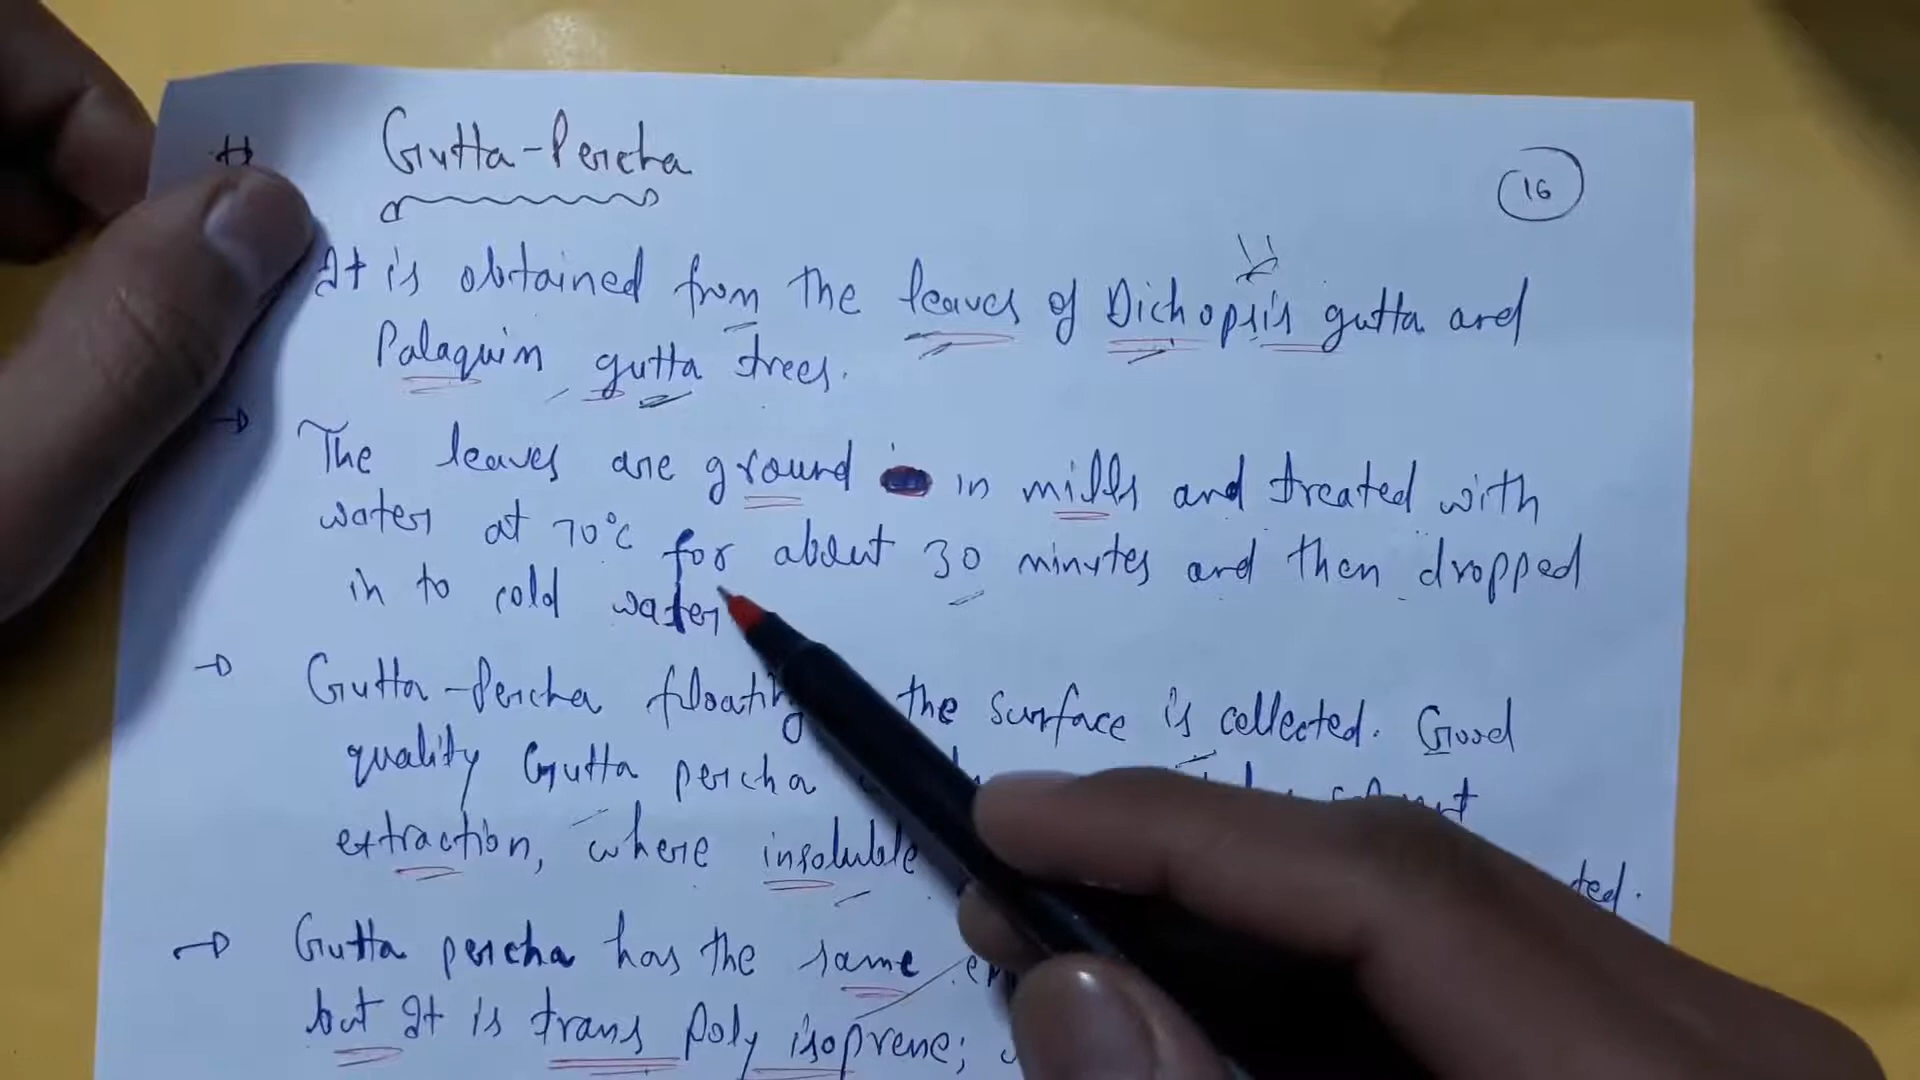 # Gutta-Percha
16
It is obtained from the leaves of Dichopsis gutta and
Palaquim gutta trees.
→ The leaves are ground in mills and treated with
water at 70°C for about 30 minutes and then dropped
in to cold water
→ Gutta-Percha floating the surface is collected. Good
quality Gutta percha
extraction, where insoluble
→ Gutta percha has the same
but It is trans Poly isoprene;